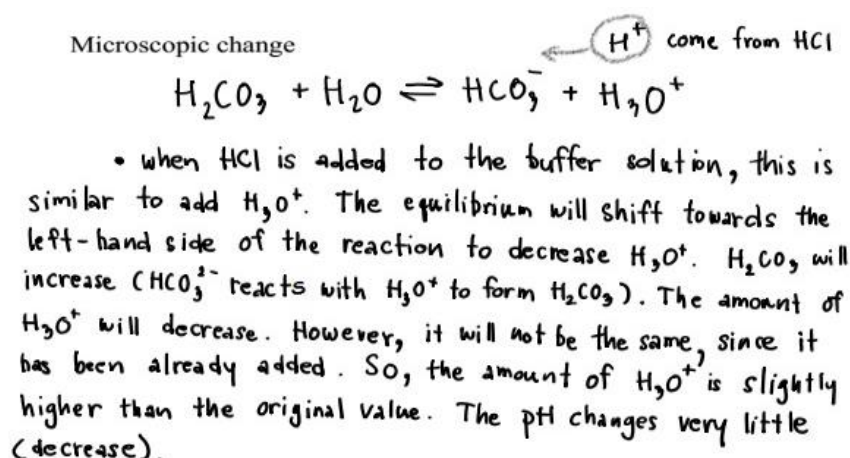 Microscopic change
H⁺ come from HCl
H₂CO₃ + H₂O ⇌ HCO₃⁻ + H₃O⁺
• when HCl is added to the buffer solution, this is
similar to add H₃O⁺. The equilibrium will shift towards the
left-hand side of the reaction to decrease H₃O⁺. H₂CO₃ will
increase (HCO₃²⁻ reacts with H₃O⁺ to form H₂CO₃). The amount of
H₃O⁺ will decrease. However, it will not be the same, since it
has been already added. So, the amount of H₃O⁺ is slightly
higher than the original value. The pH changes very little
(decrease).